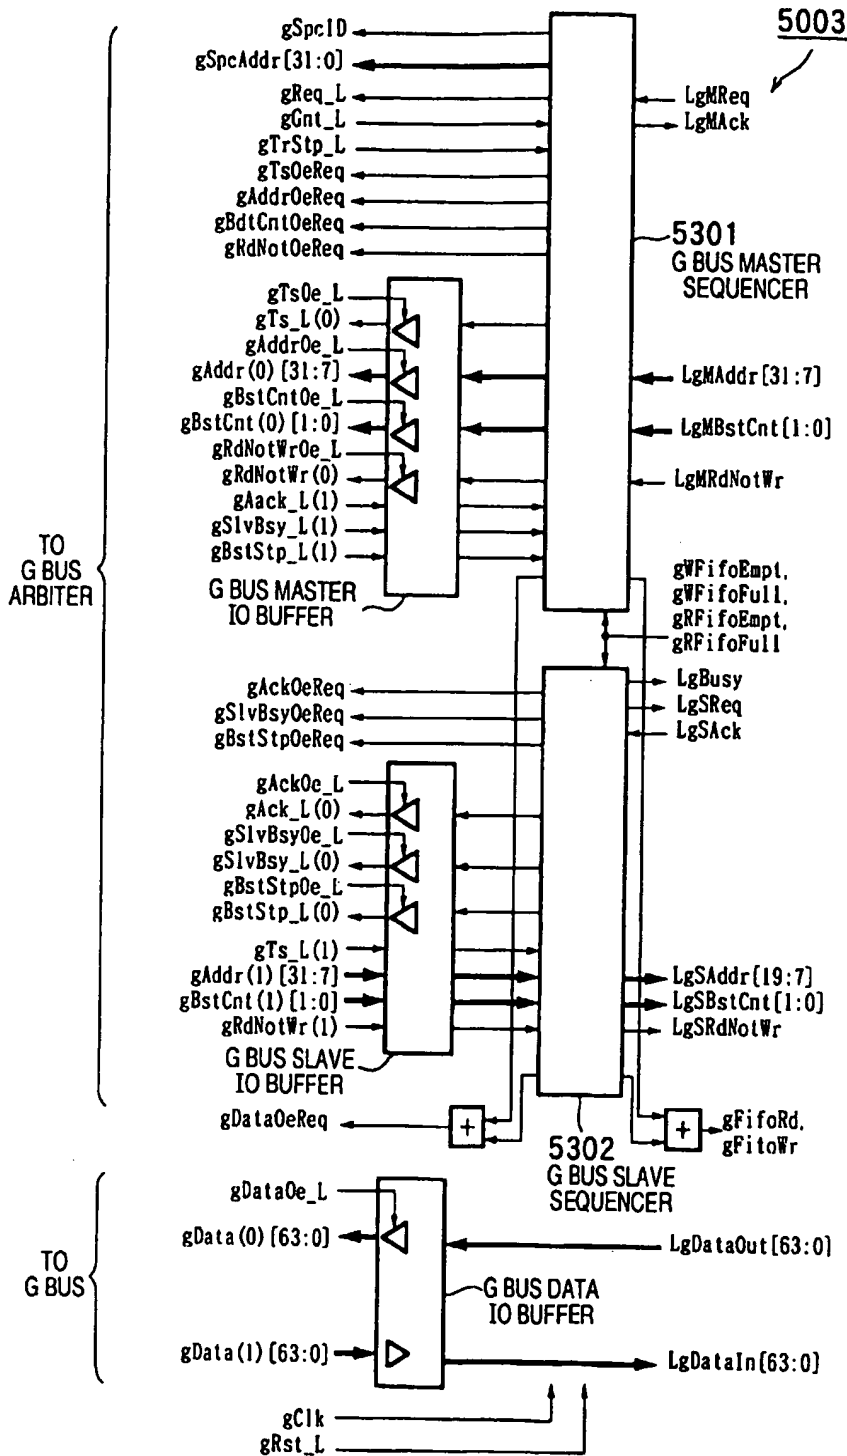 5003
gSpcID
gSpcAddr[31:0]
gReq_L
gGnt_L
gTrStp_L
gTsOeReq
gAddrOeReq
gBdtCntOeReq
gRdNotOeReq
LgMReq
LgMAck
5301
G BUS MASTER
SEQUENCER
gTsOe_L
gTs_L(0)
gAddrOe_L
gAddr(0)[31:7]
gBstCntOe_L
gBstCnt(0)[1:0]
gRdNotWrOe_L
gRdNotWr(0)
gAack_L(1)
gSlvBsy_L(1)
gBstStp_L(1)
LgMAddr[31:7]
LgMBstCnt[1:0]
LgMRdNotWr
TO
G BUS
ARBITER
G BUS MASTER
IO BUFFER
gWFifoEmpt,
gWFifoFull,
gRFifoEmpt,
gRFifoFull
gAckOeReq
gSlvBsyOeReq
gBstStpOeReq
LgBusy
LgSReq
LgSAck
gAckOe_L
gAck_L(0)
gSlvBsyOe_L
gSlvBsy_L(0)
gBstStpOe_L
gBstStp_L(0)
gTs_L(1)
gAddr(1)[31:7]
gBstCnt(1)[1:0]
gRdNotWr(1)
LgSAddr[19:7]
LgSBstCnt[1:0]
LgSRdNotWr
G BUS SLAVE
IO BUFFER
gDataOeReq
+
+
gFifoRd,
gFitoWr
5302
G BUS SLAVE
SEQUENCER
TO
G BUS
gDataOe_L
gData(0)[63:0]
LgDataOut[63:0]
G BUS DATA
IO BUFFER
gData(1)[63:0]
LgDataIn[63:0]
gClk
gRst_L